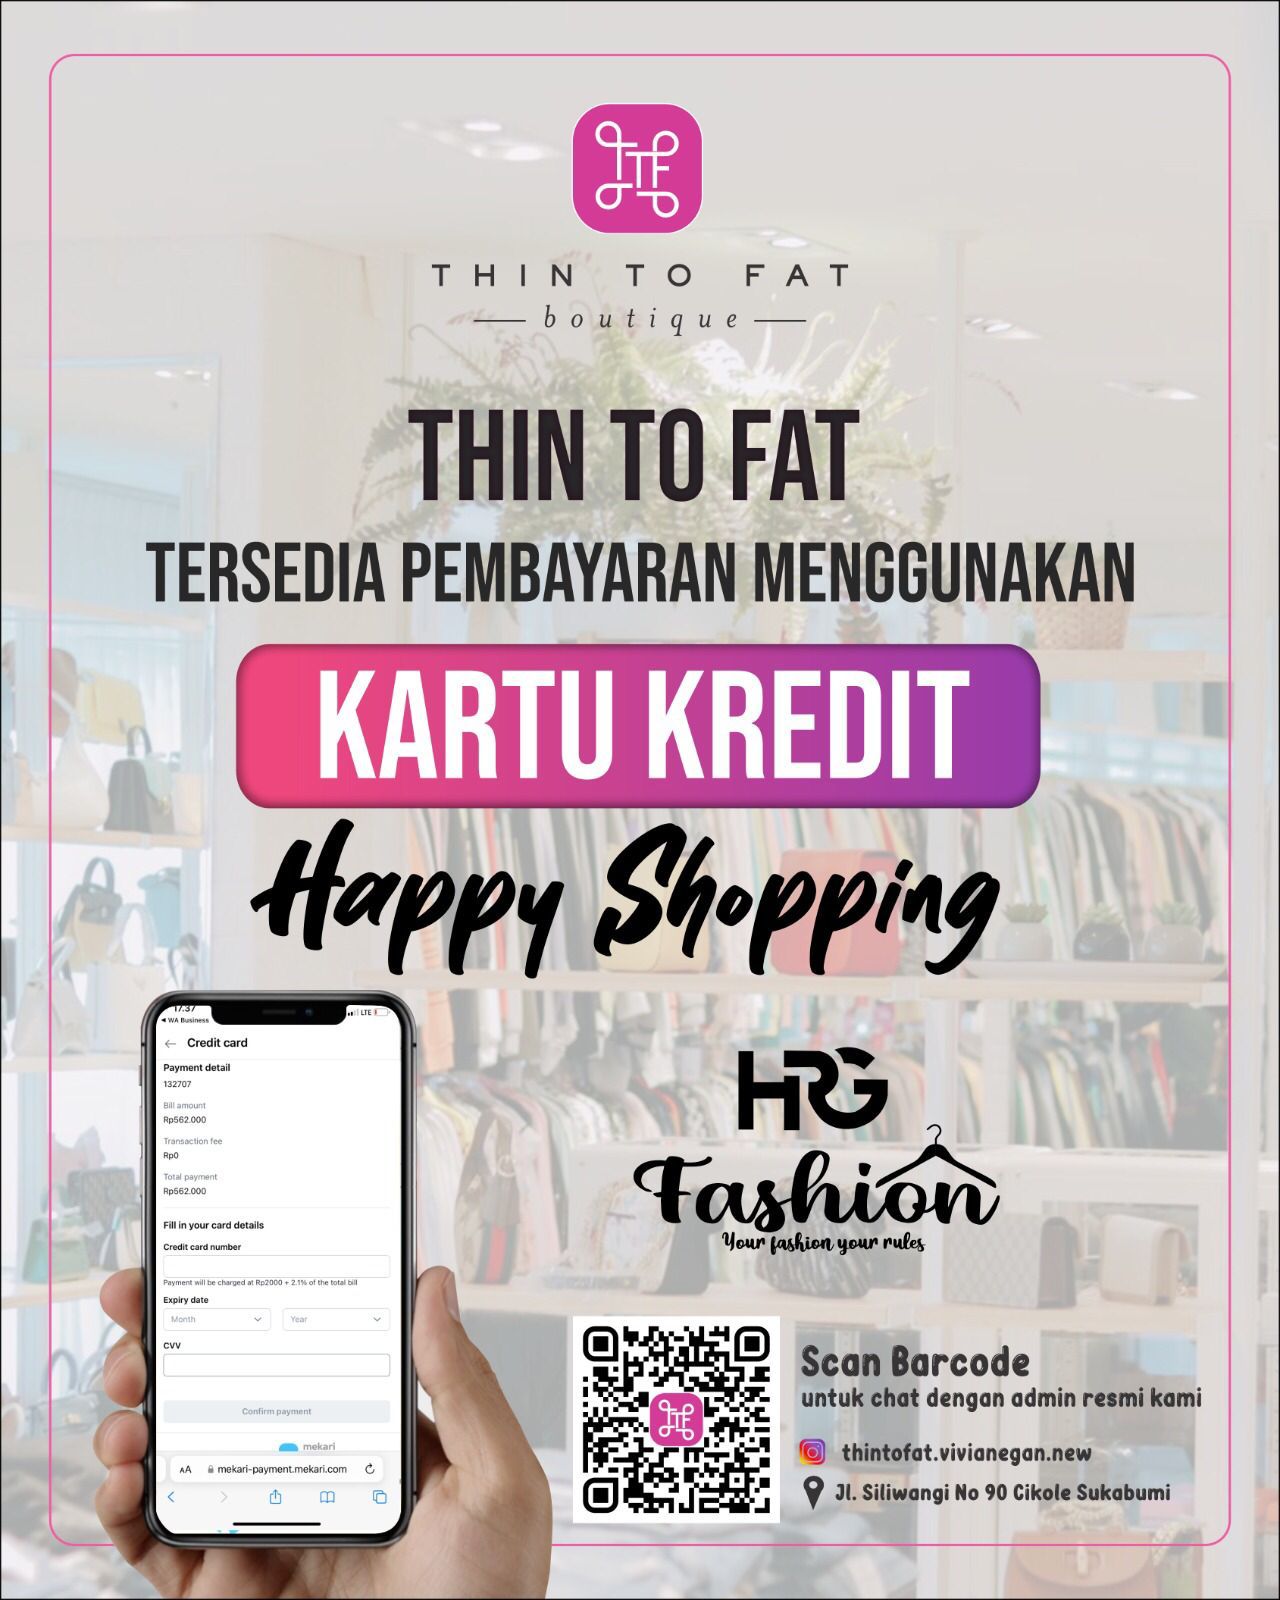 TF
THIN TO FAT
boutique
THIN TO FAT
TERSEDIA PEMBAYARAN MENGGUNAKAN
KARTU KREDIT
Happy Shopping
17.37
LTE
◄ WA Business
← Credit card
Payment detail
132707
Bill amount
Rp562.000
Transaction fee
Rp0
Total payment
Rp562.000
Fill in your card details
Credit card number
Payment will be charged at Rp2000 + 2.1% of the total bill
Expiry date
Month
Year
CVV
Confirm payment
mekari
AA mekari-payment.mekari.com
HRG
Fashion
Your fashion your rules
TF
Scan Barcode
untuk chat dengan admin resmi kami
thintofat.vivianegan.new
Jl. Siliwangi No 90 Cikole Sukabumi